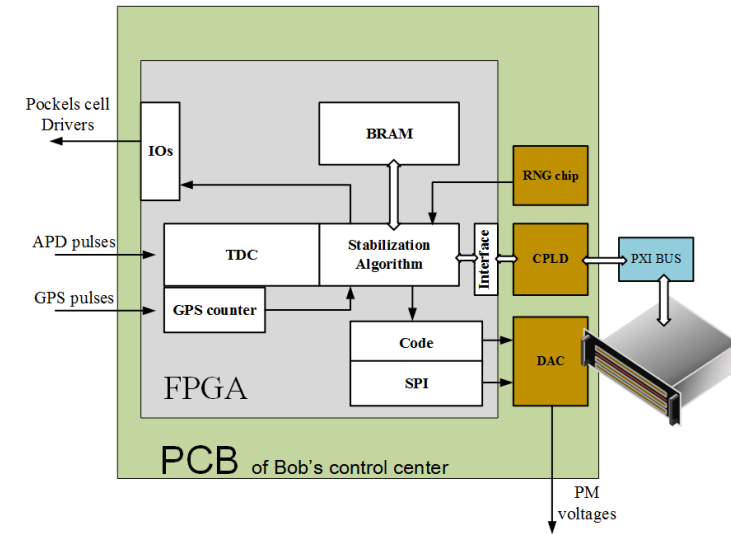 Pockels cell
Drivers
IOs
BRAM
RNG chip
APD pulses
TDC
Stabilization
Algorithm
Interface
CPLD
PXI BUS
GPS pulses
GPS counter
Code
SPI
DAC
FPGA
PCB of Bob's control center
PM
voltages